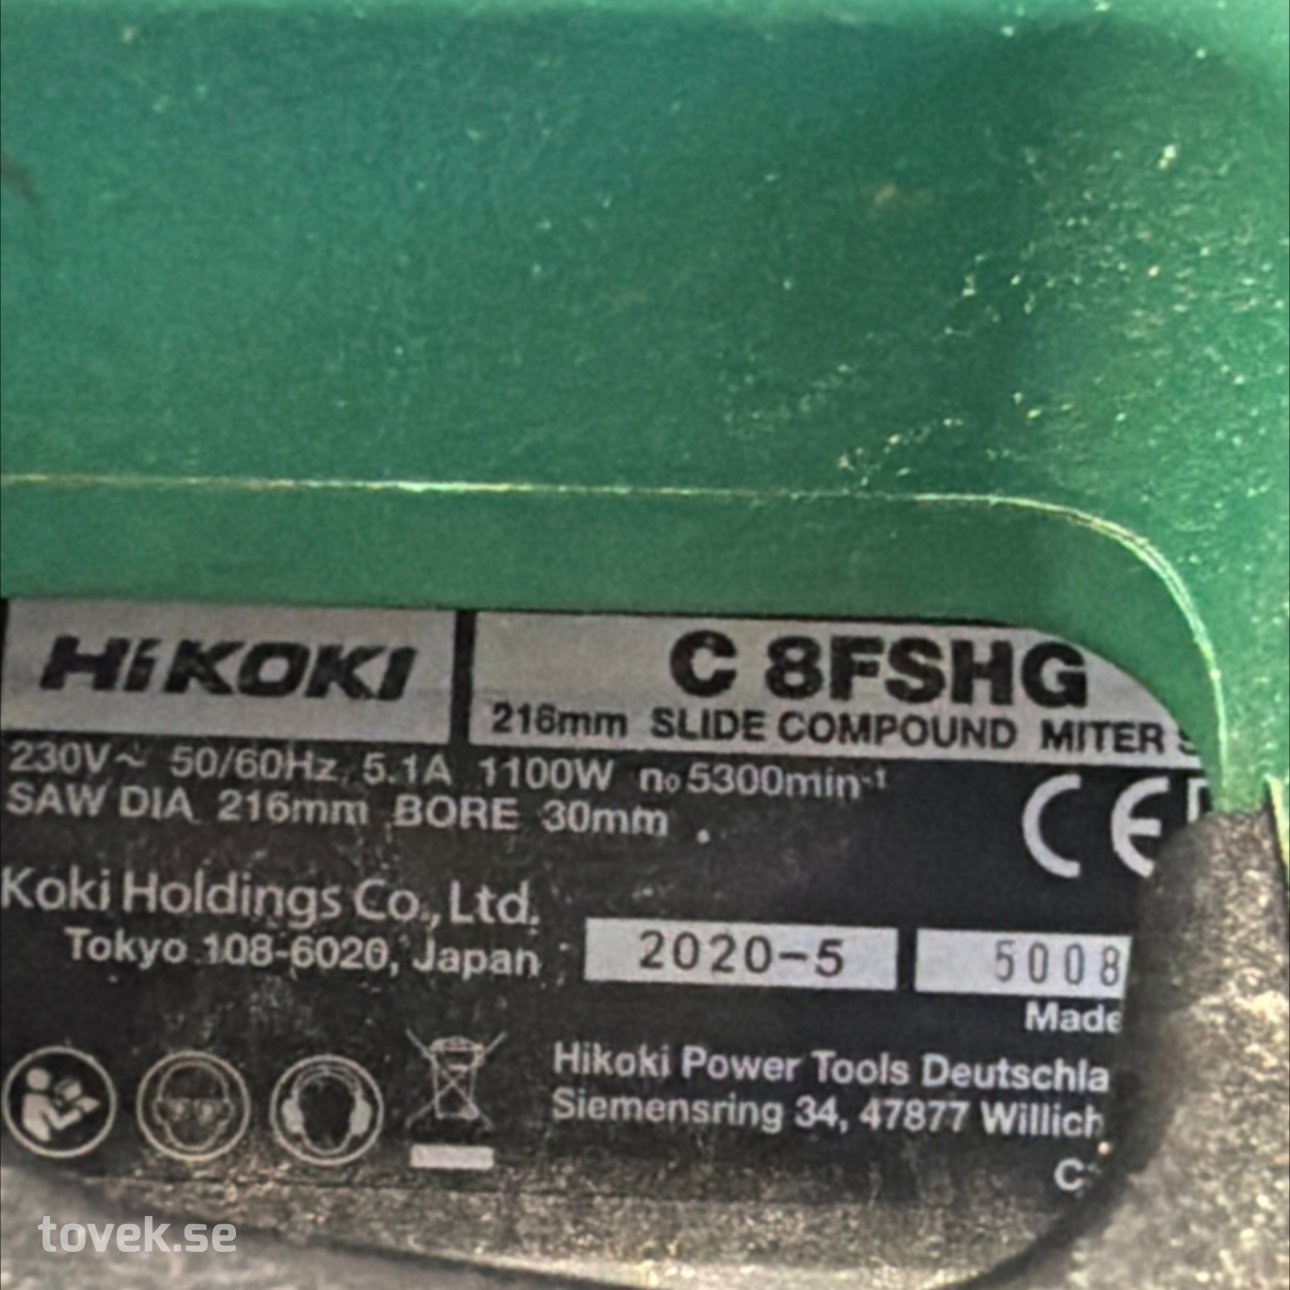 HiKOKI
C 8FSHG
216mm SLIDE COMPOUND MITER
230V~ 50/60Hz 5.1A 1100W no 5300min-1
SAW DIA 216mm BORE 30mm
CE
Koki Holdings Co., Ltd.
Tokyo 108-6020, Japan
2020-5
5008
Made
Hikoki Power Tools Deutschla
Siemensring 34, 47877 Willich
tovek.se